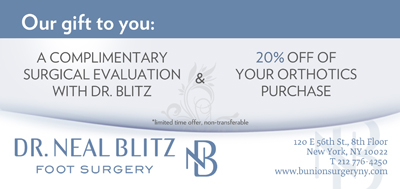 Our gift to you:
A COMPLIMENTARY
SURGICAL EVALUATION
WITH DR. BLITZ
&
20% OFF OF
YOUR ORTHOTICS
PURCHASE
*limited time offer, non-transferable
DR. NEAL BLITZ
FOOT SURGERY
NB
120 E 56th St., 8th Floor
New York, NY 10022
T 212 776-4250
www.bunionsurgeryny.com